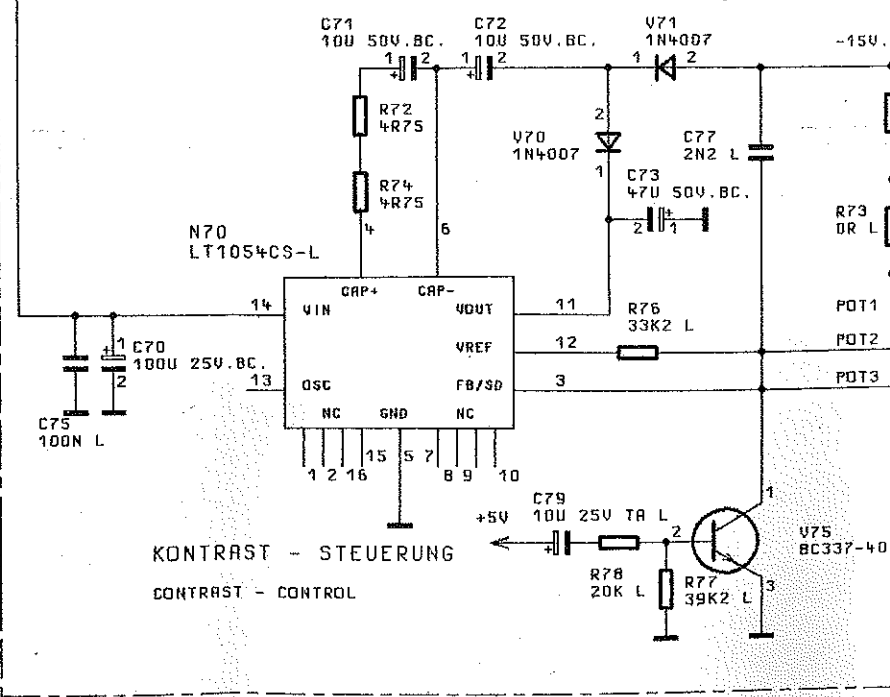 C71
10U 50V.BC.
C72
10U 50V.BC.
V71
1N4007
-15V.
1 2
+
1 2
+
1 2
R72
4R75
2
V70
1N4007
C77
2N2 L
R74
4R75
1
C73
47U 50V.BC.
+
2 1
R73
0R L
N70
LT1054CS-L
4
6
CAP+ CAP-
14
VIN
VOUT
11
R76
33K2 L
POT1
+ 1
C70
100U 25V.BC.
2
VREF
12
POT2
13
OSC
FB/SD
3
POT3
NC GND NC
C75
100N L
1 2 16 15 5 7 8 9 10
C79
10U 25V TA L
+5V
+
1
2
V75
BC337-40
KONTRAST - STEUERUNG
CONTRAST - CONTROL
R78
20K L
R77
39K2 L
3